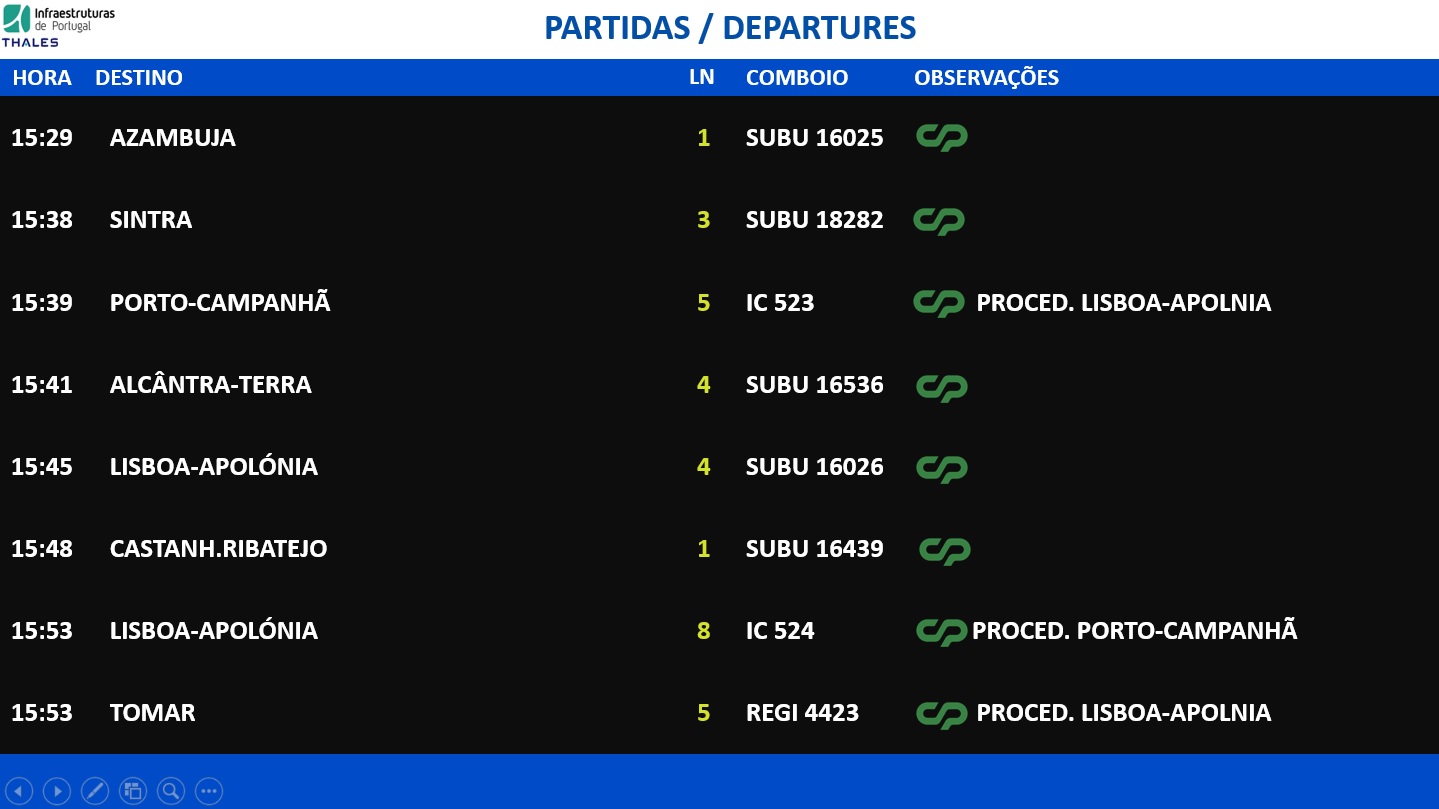 Infraestruturas
de Portugal
THALES
PARTIDAS / DEPARTURES
HORA DESTINO LN COMBOIO OBSERVAÇÕES
15:29 AZAMBUJA 1 SUBU 16025 CP
15:38 SINTRA 3 SUBU 18282 CP
15:39 PORTO-CAMPANHÃ 5 IC 523 CP PROCED. LISBOA-APOLNIA
15:41 ALCÂNTRA-TERRA 4 SUBU 16536 CP
15:45 LISBOA-APOLÓNIA 4 SUBU 16026 CP
15:48 CASTANH.RIBATEJO 1 SUBU 16439 CP
15:53 LISBOA-APOLÓNIA 8 IC 524 CP PROCED. PORTO-CAMPANHÃ
15:53 TOMAR 5 REGI 4423 CP PROCED. LISBOA-APOLNIA